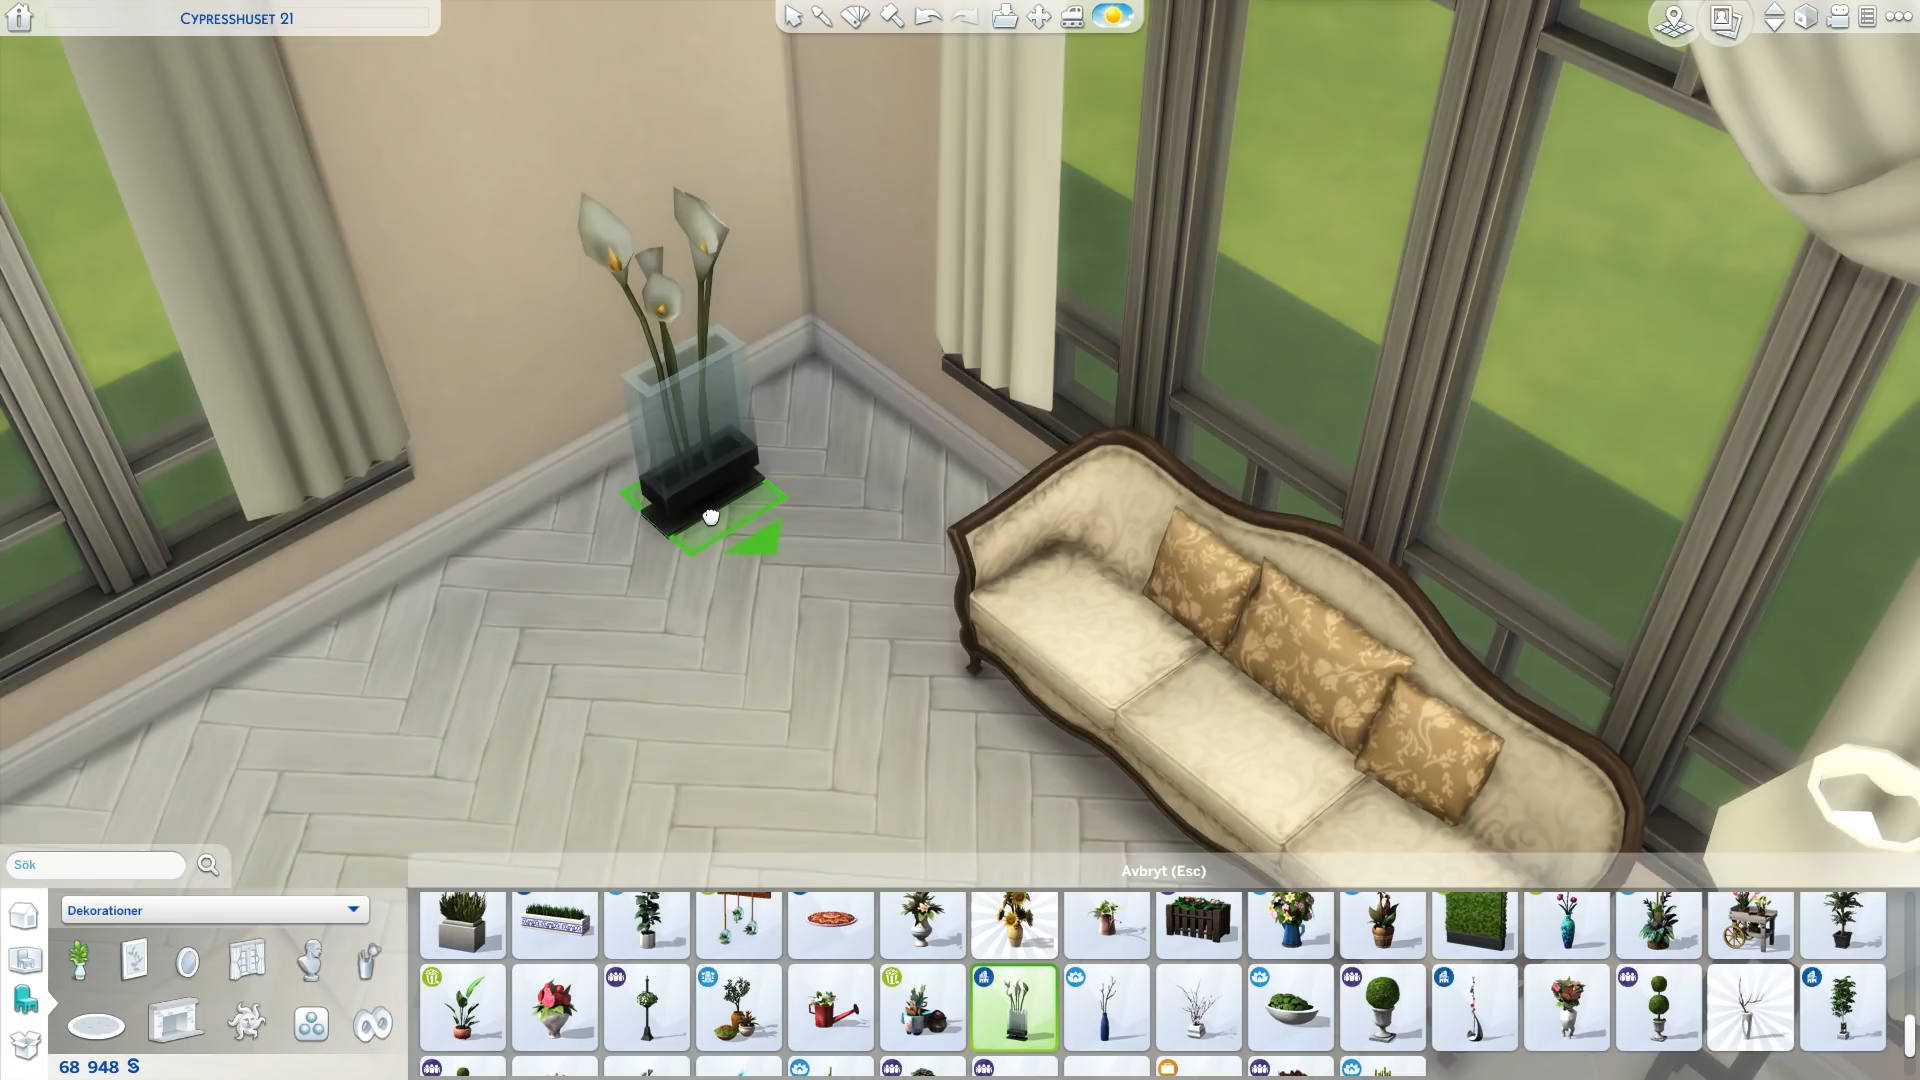 Cypresshuset 21
Sök
Avbryt (Esc)
Dekorationer
68 948 §